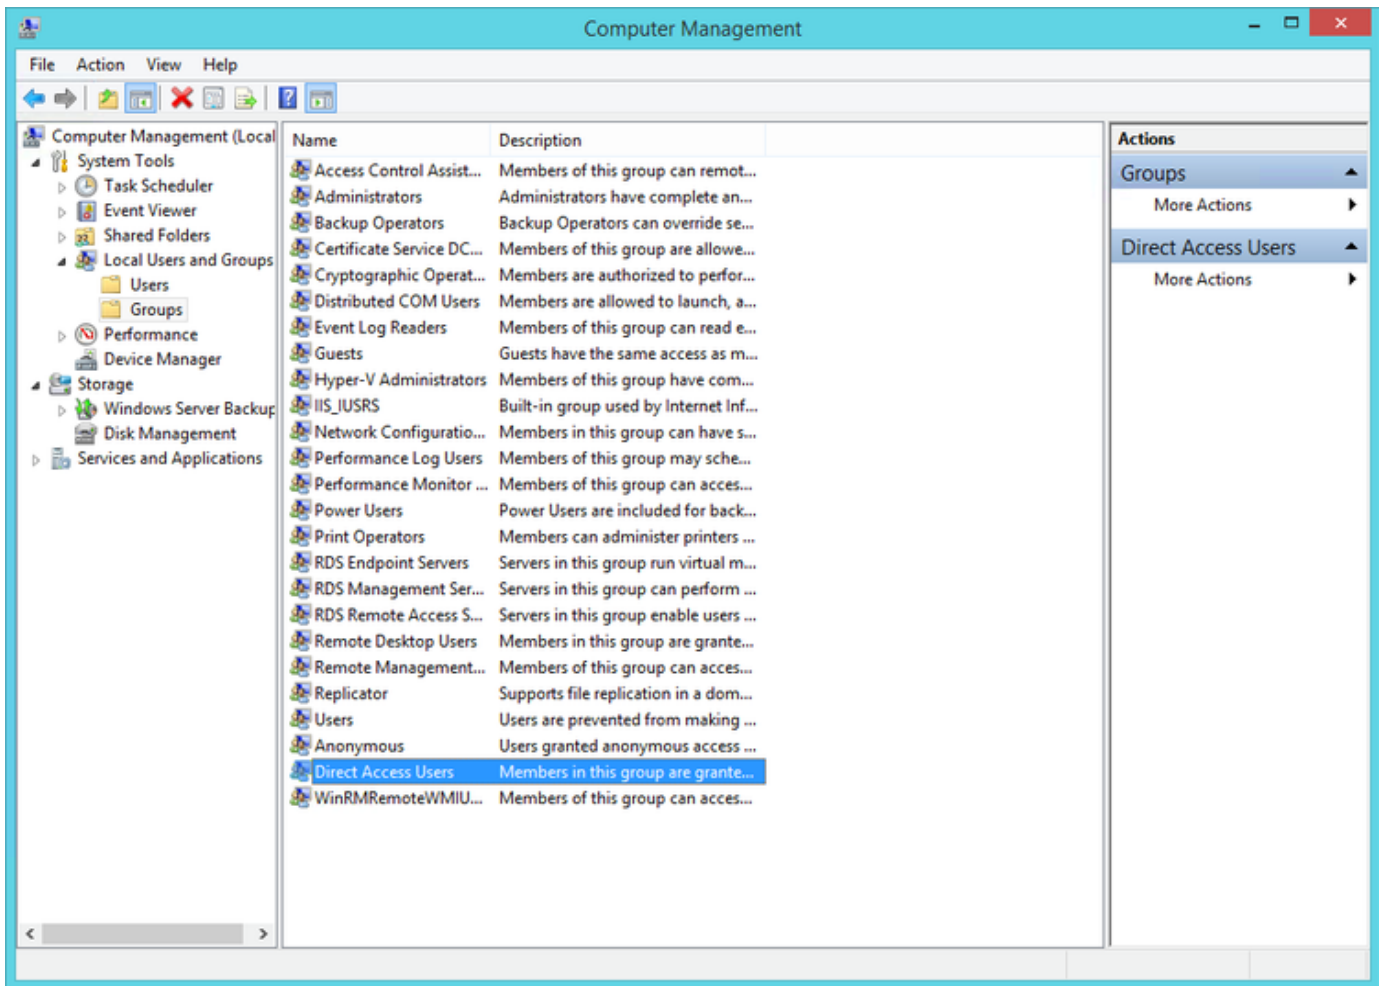 Computer Management
File Action View Help
Computer Management (Local
System Tools
Task Scheduler
Event Viewer
Shared Folders
Local Users and Groups
Users
Groups
Performance
Device Manager
Storage
Windows Server Backup
Disk Management
Services and Applications
Name Description
Access Control Assist... Members of this group can remot...
Administrators Administrators have complete an...
Backup Operators Backup Operators can override se...
Certificate Service DC... Members of this group are allowe...
Cryptographic Operat... Members are authorized to perfor...
Distributed COM Users Members are allowed to launch, a...
Event Log Readers Members of this group can read e...
Guests Guests have the same access as m...
Hyper-V Administrators Members of this group have com...
IIS_IUSRS Built-in group used by Internet Inf...
Network Configuratio... Members in this group can have s...
Performance Log Users Members of this group may sche...
Performance Monitor ... Members of this group can acces...
Power Users Power Users are included for back...
Print Operators Members can administer printers ...
RDS Endpoint Servers Servers in this group run virtual m...
RDS Management Ser... Servers in this group can perform ...
RDS Remote Access S... Servers in this group enable users ...
Remote Desktop Users Members in this group are grante...
Remote Management... Members of this group can acces...
Replicator Supports file replication in a dom...
Users Users are prevented from making ...
Anonymous Users granted anonymous access ...
Direct Access Users Members in this group are grante...
WinRMRemoteWMIU... Members of this group can acces...
Actions
Groups
More Actions
Direct Access Users
More Actions